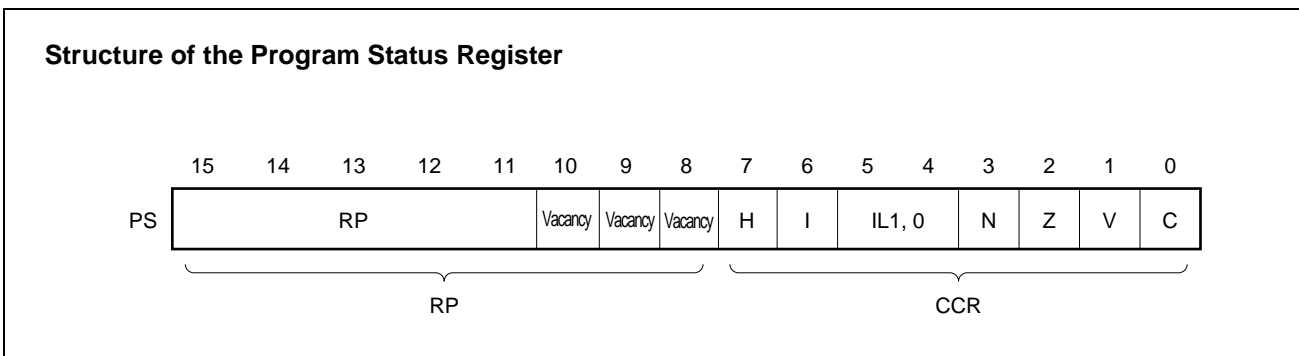 Structure of the Program Status Register
15 14 13 12 11 10 9 8 7 6 5 4 3 2 1 0
PS RP Vacancy Vacancy Vacancy H I IL1, 0 N Z V C
RP CCR